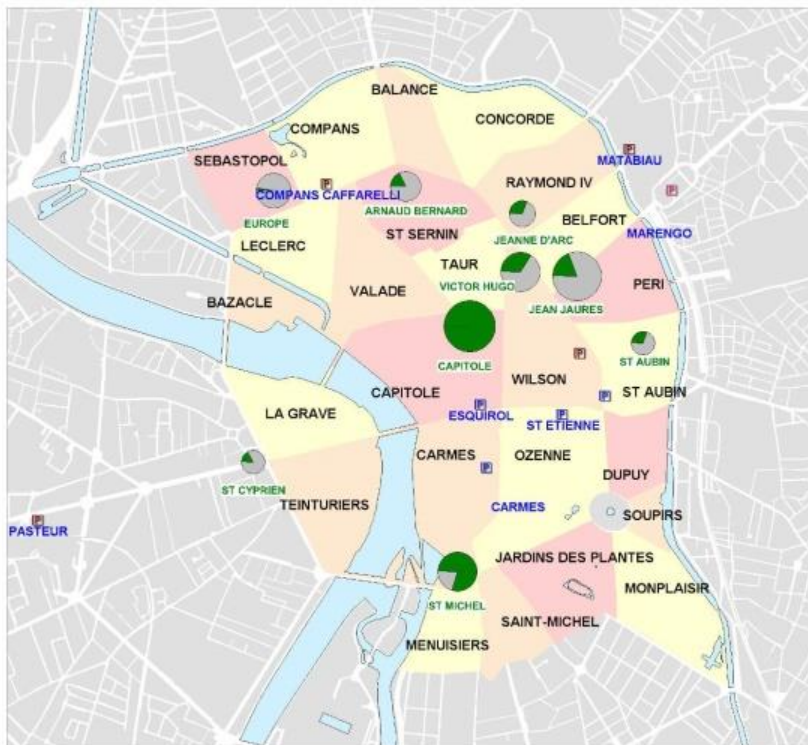 BALANCE
CONCORDE
COMPANS
SEBASTOPOL
P
MATABIAU
RAYMOND IV
P
COMPANS CAFFARELLI
P
ARNAUD BERNARD
EUROPE
BELFORT
ST SERNIN
JEANNE D'ARC
MARENGO
LECLERC
TAUR
VICTOR HUGO
PERI
VALADE
BAZACLE
JEAN JAURES
CAPITOLE
P
ST AUBIN
WILSON
CAPITOLE
ST AUBIN
P
LA GRAVE
P
ESQUIROL
P
ST ETIENNE
CARMES
OZENNE
P
DUPUY
ST CYPRIEN
TEINTURIERS
CARMES
SOUPIRS
P
PASTEUR
JARDINS DES PLANTES
MONPLAISIR
ST MICHEL
SAINT-MICHEL
MENUISIERS